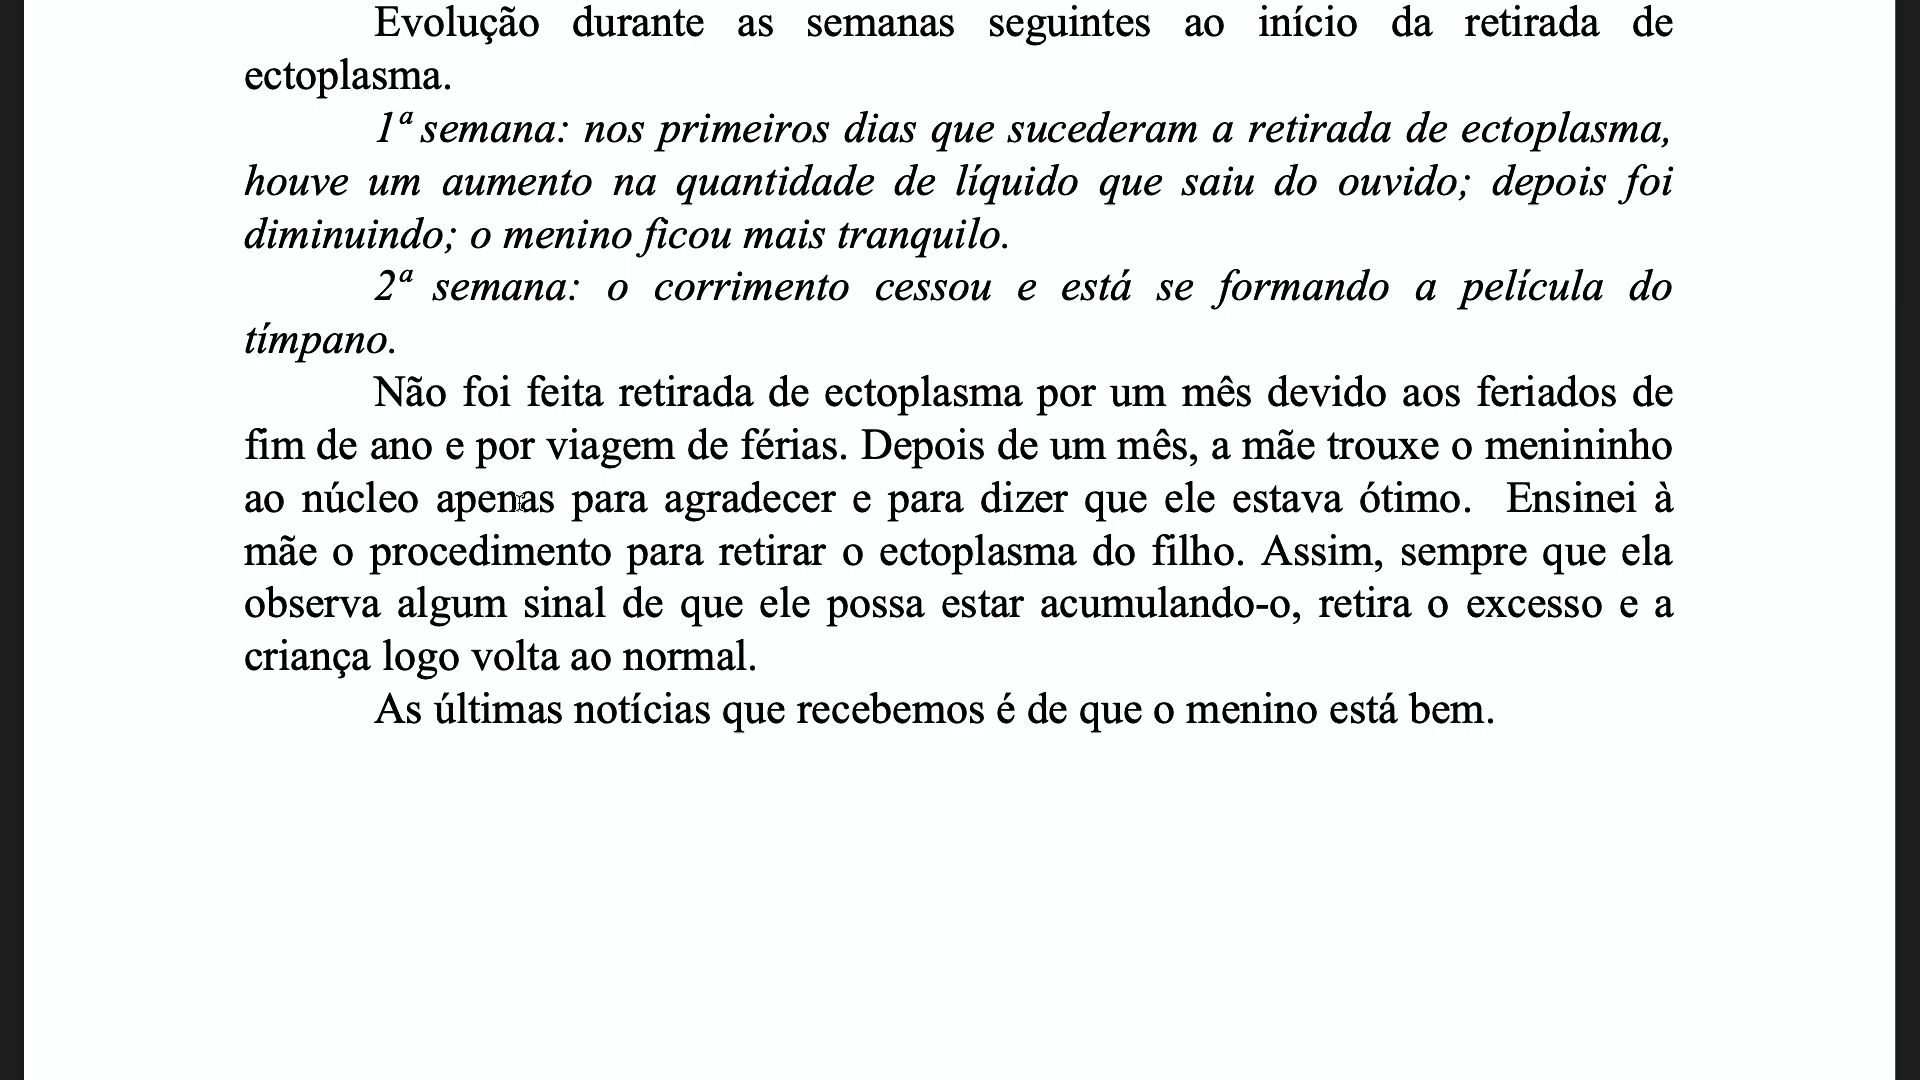 Evolução durante as semanas seguintes ao início da retirada de
ectoplasma.
1ª semana: nos primeiros dias que sucederam a retirada de ectoplasma,
houve um aumento na quantidade de líquido que saiu do ouvido; depois foi
diminuindo; o menino ficou mais tranquilo.
2ª semana: o corrimento cessou e está se formando a película do
tímpano.
Não foi feita retirada de ectoplasma por um mês devido aos feriados de
fim de ano e por viagem de férias. Depois de um mês, a mãe trouxe o menininho
ao núcleo apenas para agradecer e para dizer que ele estava ótimo. Ensinei à
mãe o procedimento para retirar o ectoplasma do filho. Assim, sempre que ela
observa algum sinal de que ele possa estar acumulando-o, retira o excesso e a
criança logo volta ao normal.
As últimas notícias que recebemos é de que o menino está bem.